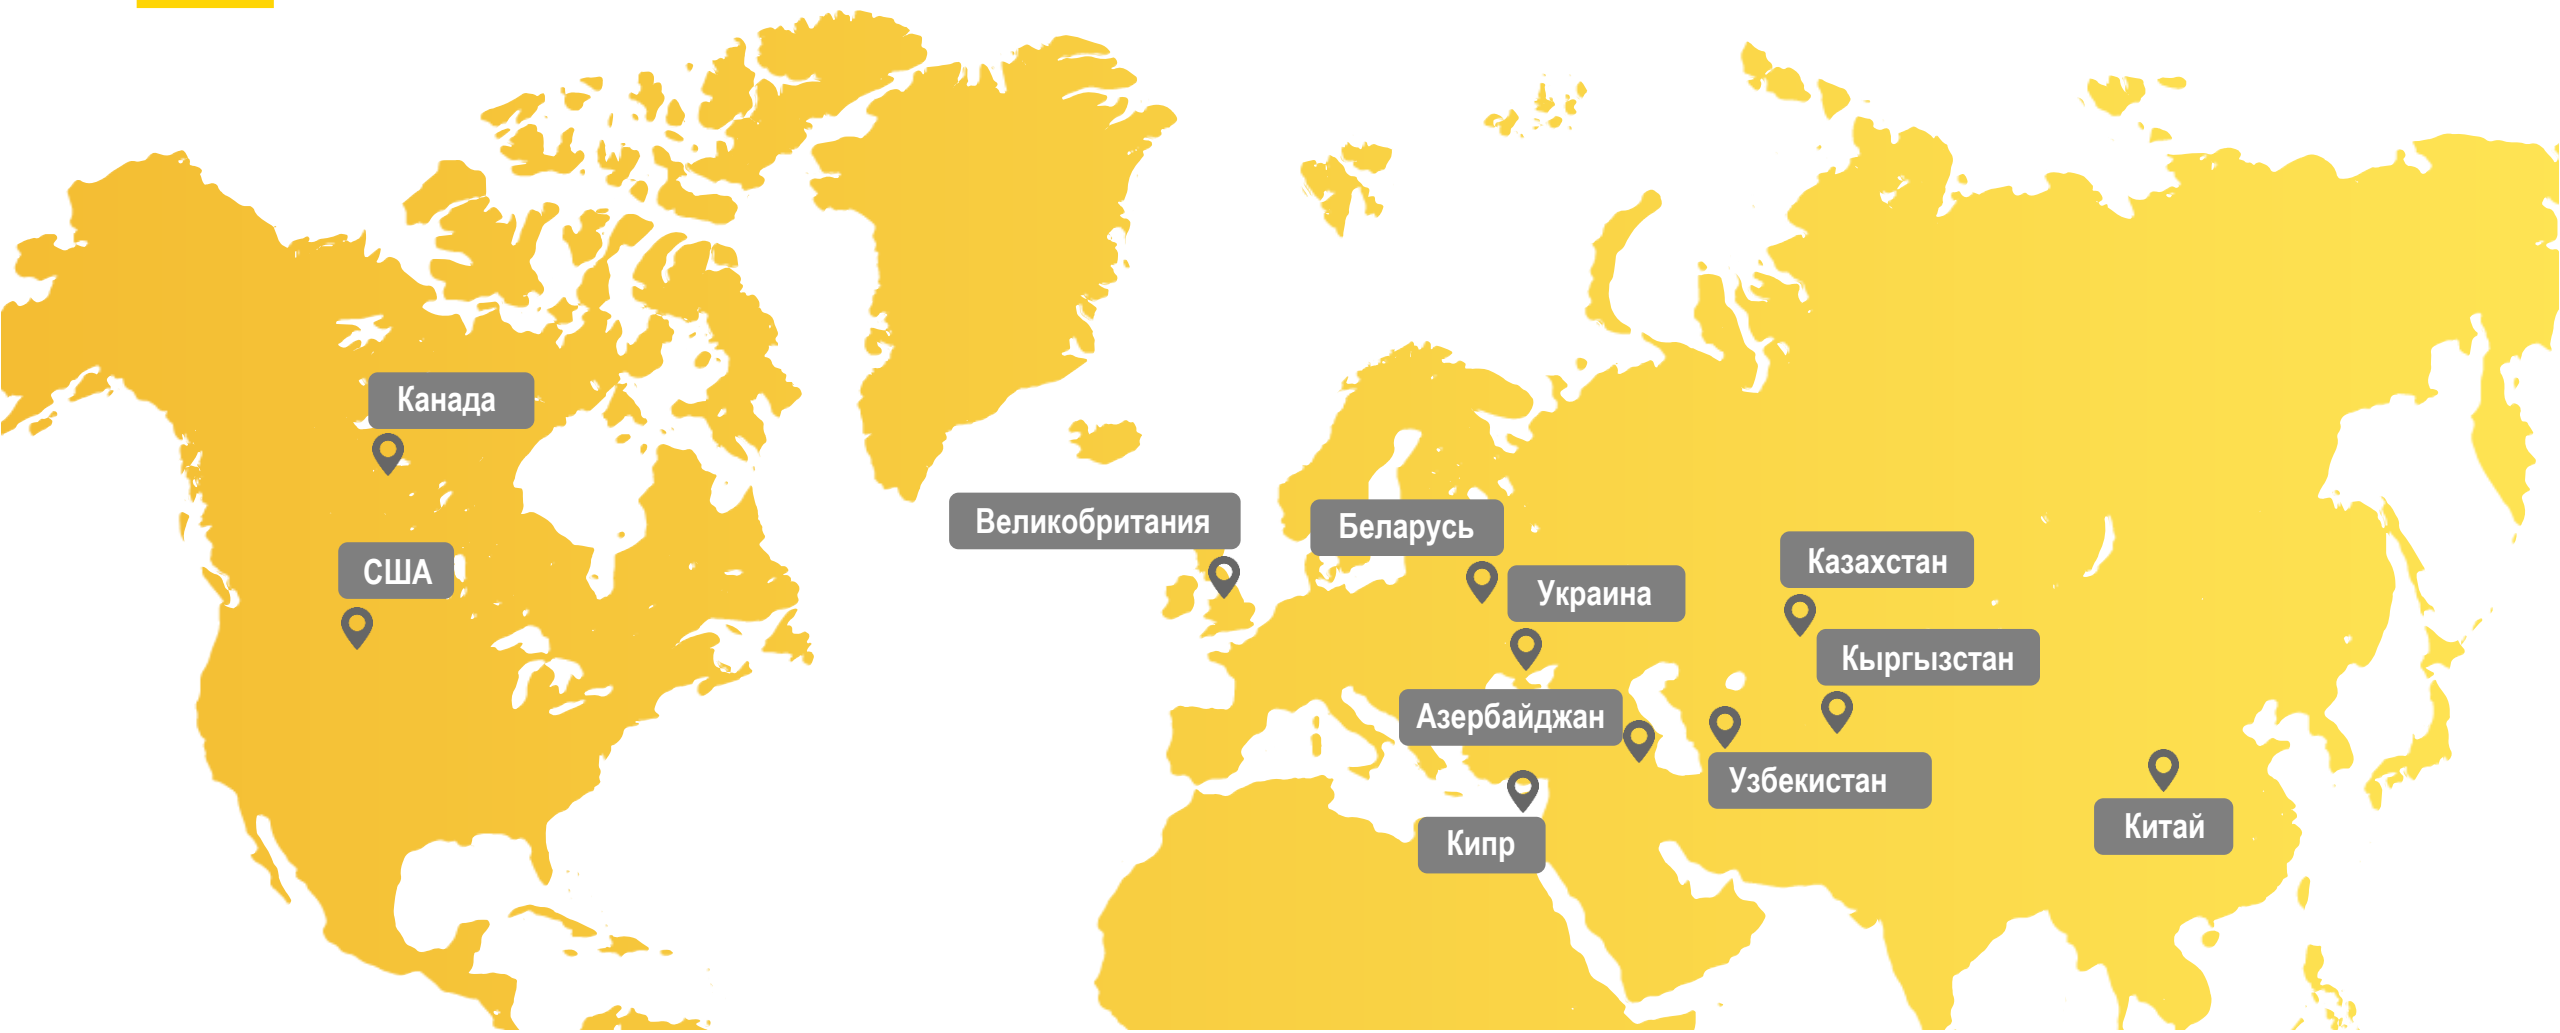 Канада
Великобритания
Беларусь
Казахстан
США
Украина
Кыргызстан
Азербайджан
Узбекистан
Китай
Кипр